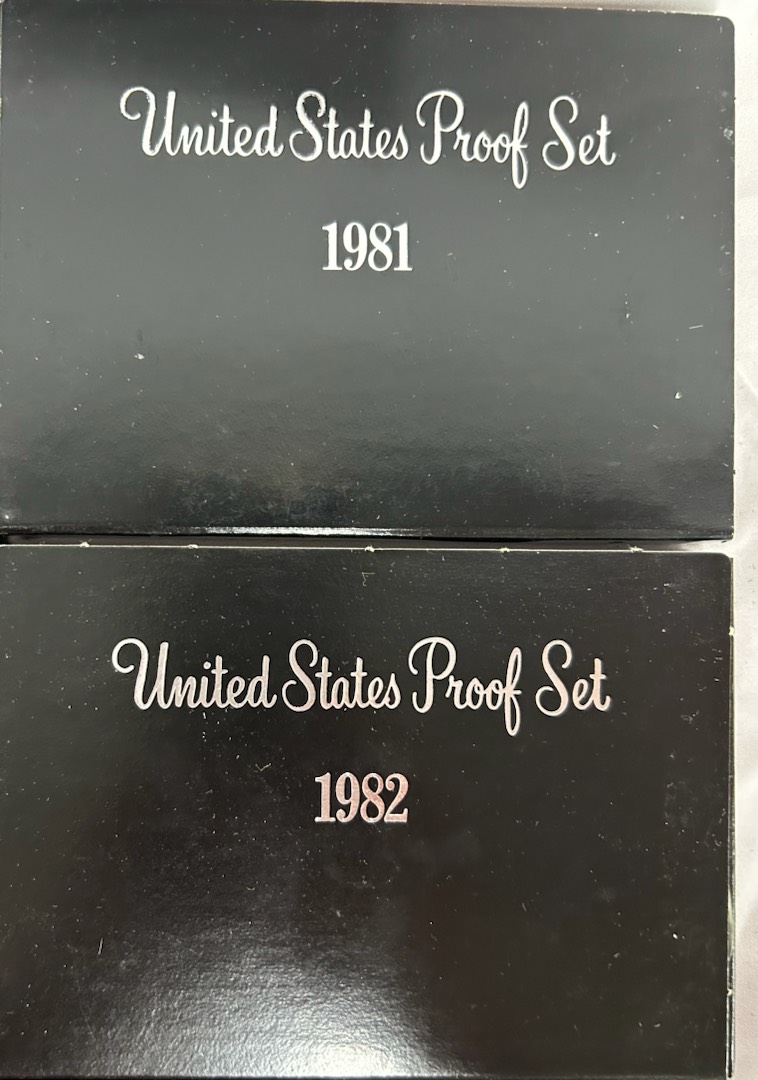 United States Proof Set
1981
United States Proof Set
1982